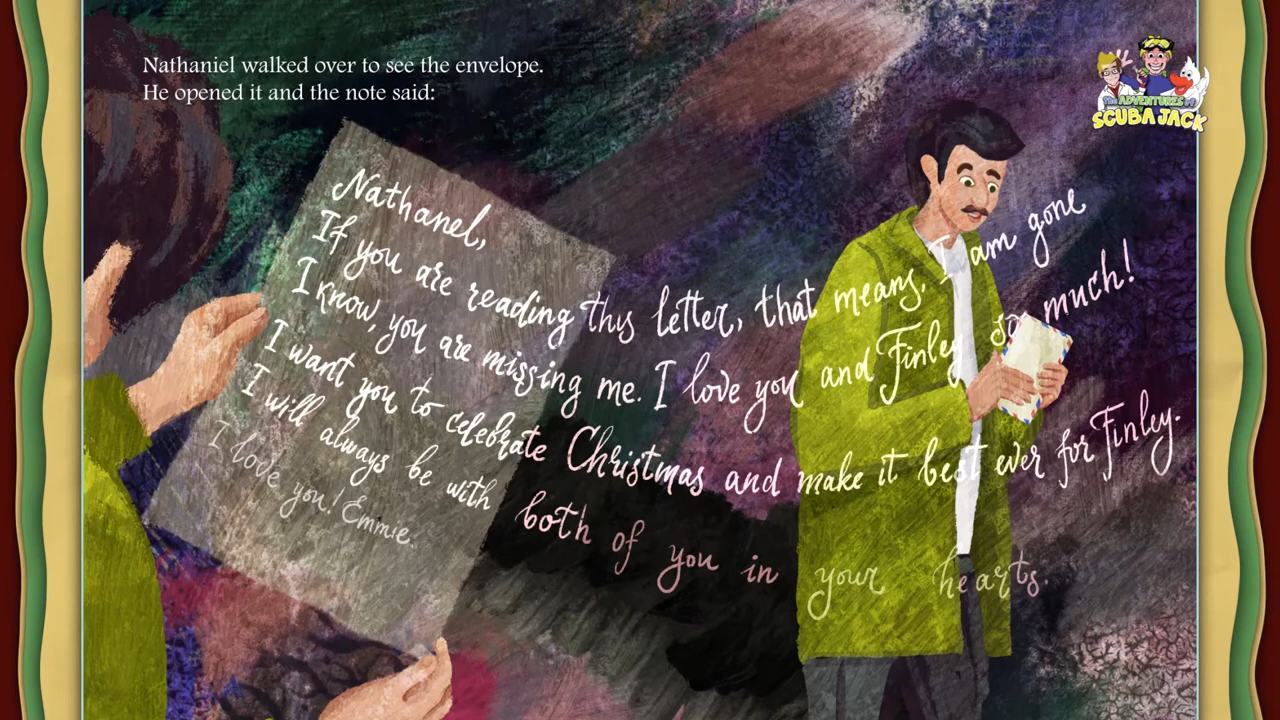 Nathaniel walked over to see the envelope.
He opened it and the note said:
THE ADVENTURES OF
SCUBA JACK
Nathanel,
If you are reading this letter, that means, I am gone
I know, you are missing me. I love you and Finley so much!
I want you to celebrate Christmas and make it best ever for Finley.
I will always be with both of you in your hearts.
I love you! Emmie.